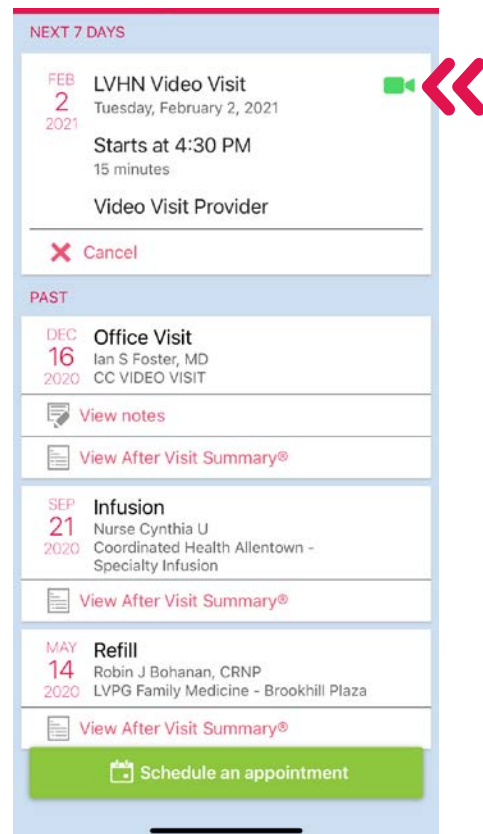 NEXT 7 DAYS
FEB
2
2021
LVHN Video Visit
Tuesday, February 2, 2021
Starts at 4:30 PM
15 minutes
Video Visit Provider
Cancel
PAST
DEC
16
2020
Office Visit
Ian S Foster, MD
CC VIDEO VISIT
View notes
View After Visit Summary®
SEP
21
2020
Infusion
Nurse Cynthia U
Coordinated Health Allentown -
Specialty Infusion
View After Visit Summary®
MAY
14
2020
Refill
Robin J Bohanan, CRNP
LVPG Family Medicine - Brookhill Plaza
View After Visit Summary®
Schedule an appointment